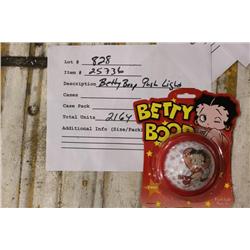 Lot # 828
Item # 25736
Description Betty Boop Push Light
Cases
Case Pack
Total Units 2164
Additional Info (Size/Pack
BETTY
BOOP